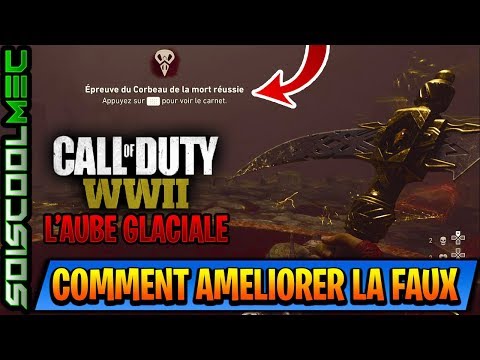 SOISCOOLMEC
Épreuve du Corbeau de la mort réussie
Appuyez sur pour voir le carnet.
CALL OF DUTY
WWII
L'AUBE GLACIALE
2
COMMENT AMELIORER LA FAUX